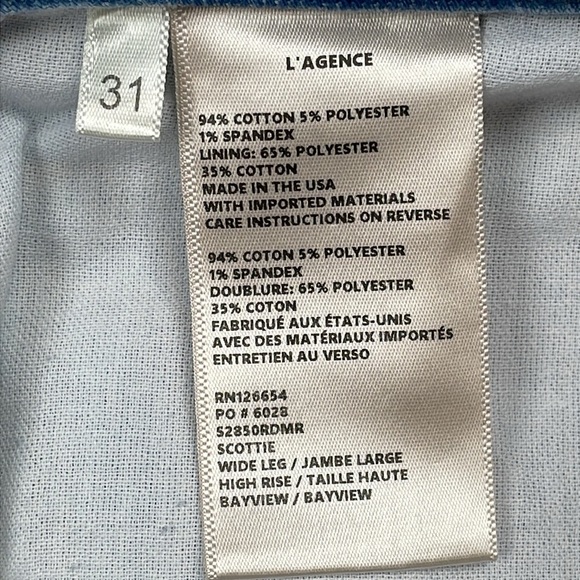 31
L'AGENCE
94% COTTON 5% POLYESTER
1% SPANDEX
LINING: 65% POLYESTER
35% COTTON
MADE IN THE USA
WITH IMPORTED MATERIALS
CARE INSTRUCTIONS ON REVERSE
94% COTON 5% POLYESTER
1% SPANDEX
DOUBLURE: 65% POLYESTER
35% COTON
FABRIQUÉ AUX ÉTATS-UNIS
AVEC DES MATÉRIAUX IMPORTÉS
ENTRETIEN AU VERSO
RN126654
PO # 6028
S2850RDMR
SCOTTIE
WIDE LEG / JAMBE LARGE
HIGH RISE / TAILLE HAUTE
BAYVIEW / BAYVIEW